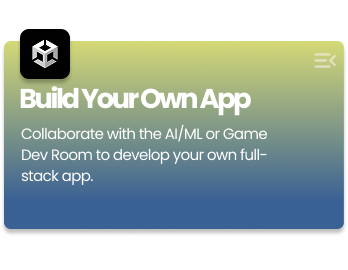 Build Your Own App
Collaborate with the AI/ML or Game
Dev Room to develop your own full-
stack app.